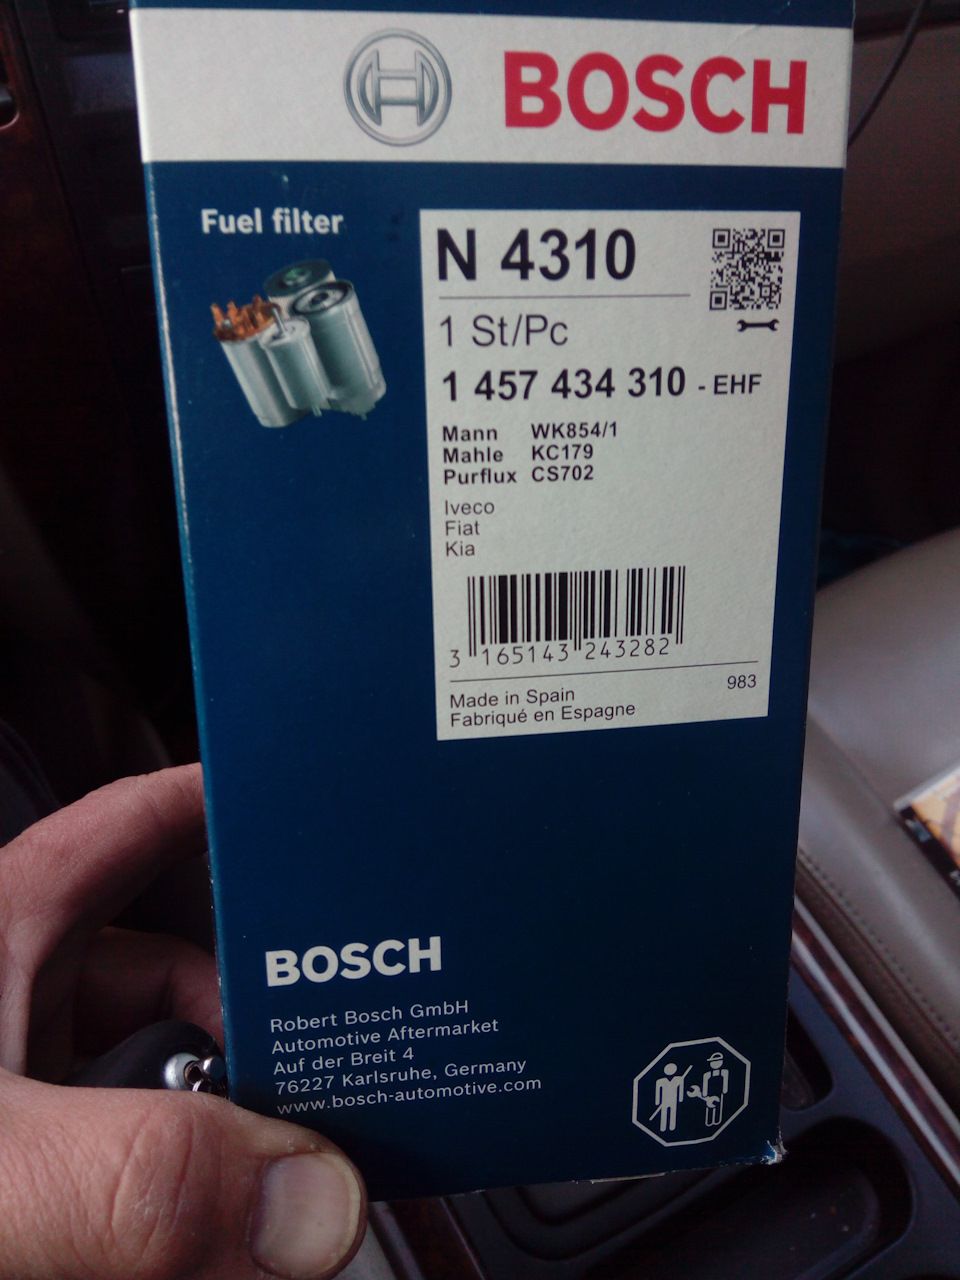 BOSCH
Fuel filter
N 4310
1 St/Pc
1 457 434 310 - EHF
Mann WK854/1
Mahle KC179
Purflux CS702
Iveco
Fiat
Kia
3 165143 243282
983
Made in Spain
Fabriqué en Espagne
BOSCH
Robert Bosch GmbH
Automotive Aftermarket
Auf der Breit 4
76227 Karlsruhe, Germany
www.bosch-automotive.com